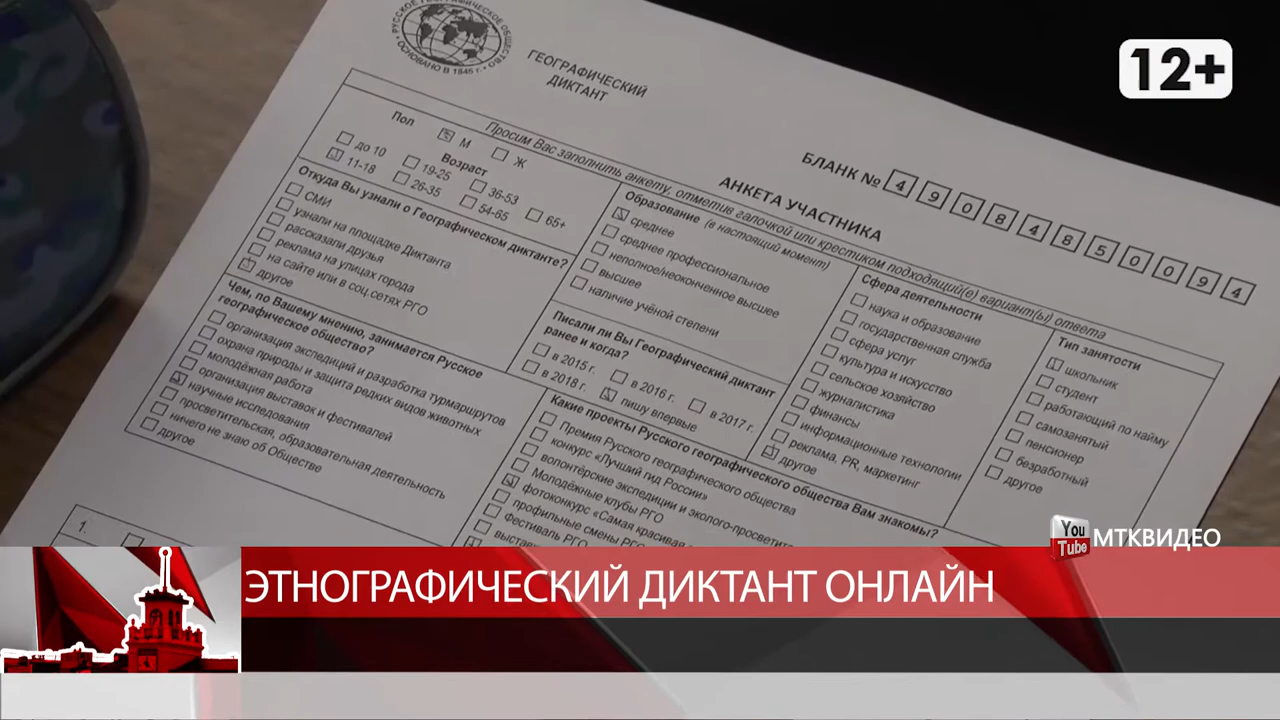 12+
РУССКОЕ ГЕОГРАФИЧЕСКОЕ ОБЩЕСТВО
ОСНОВАНО В 1845 г.
ГЕОГРАФИЧЕСКИЙ
ДИКТАНТ
БЛАНК № 4 9 0 8 4 8 5 0 0 9 4
АНКЕТА УЧАСТНИКА
Просим Вас заполнить анкету, отметив галочкой или крестиком подходящий(е) вариант(ы) ответа
Пол М Ж
Возраст
до 10 19-25 36-53 65+
11-18 26-35 54-65
Откуда Вы узнали о Географическом диктанте?
СМИ
узнали на площадке Диктанта
рассказали друзья
реклама на улицах города
на сайте или в соц.сетях РГО
другое
Чем, по Вашему мнению, занимается Русское
географическое общество?
организация экспедиций и разработка турмаршрутов
охрана природы и защита редких видов животных
молодёжная работа
организация выставок и фестивалей
научные исследования
просветительская, образовательная деятельность
ничего не знаю об Обществе
другое
Образование (в настоящий момент)
среднее
среднее профессиональное
неполное/неоконченное высшее
высшее
наличие учёной степени
Писали ли Вы Географический диктант
ранее и когда?
в 2015 г. в 2016 г. в 2017 г.
в 2018 г. пишу впервые
Какие проекты Русского географического общества Вам знакомы?
Премия Русского географического общества
конкурс «Лучший гид России»
волонтёрские экспедиции и эколого-просветит
Молодёжные клубы РГО
фотоконкурс «Самая красивая
профильные смены РГО
Фестиваль РГО
выстав
Сфера деятельности
наука и образование
государственная служба
сфера услуг
культура и искусство
сельское хозяйство
журналистика
финансы
информационные технологии
реклама, PR, маркетинг
другое
Тип занятости
школьник
студент
работающий по найму
самозанятый
пенсионер
безработный
другое
1.
You
Tube
МТКВИДЕО
ЭТНОГРАФИЧЕСКИЙ ДИКТАНТ ОНЛАЙН